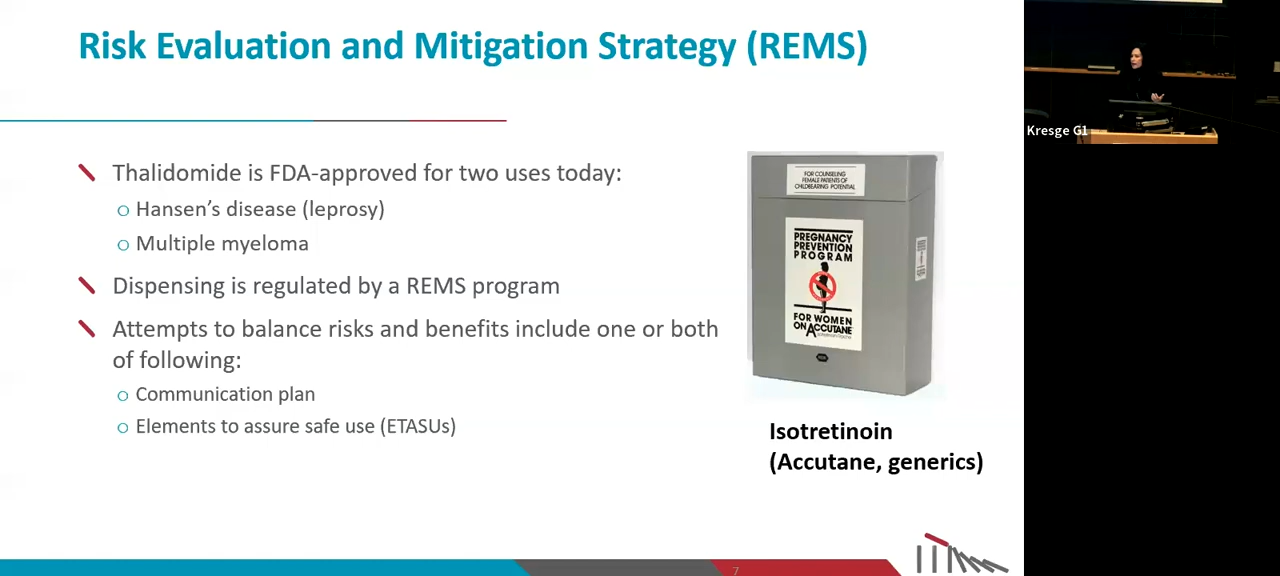 Risk Evaluation and Mitigation Strategy (REMS)
Thalidomide is FDA-approved for two uses today:
Hansen's disease (leprosy)
Multiple myeloma
Dispensing is regulated by a REMS program
Attempts to balance risks and benefits include one or both
of following:
Communication plan
Elements to assure safe use (ETASUs)
FOR COUNSELING
FEMALE PATIENTS OF
CHILDBEARING POTENTIAL
PREGNANCY
PREVENTION
PROGRAM
FOR WOMEN
ON ACCUTANE
Isotretinoin
(Accutane, generics)
7
Kresge G1